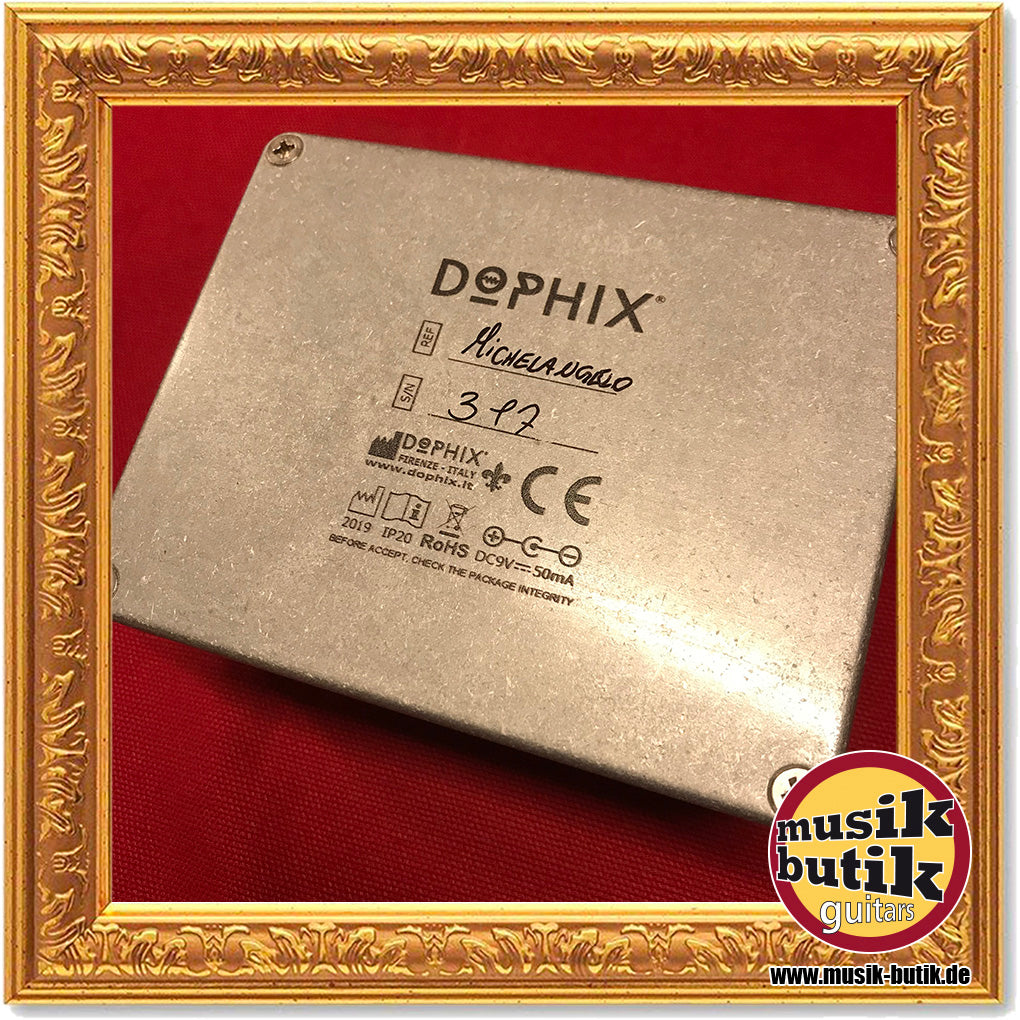 DOPHIX®
REF MICHELANGELO
S/N 317
DOPHIX®
FIRENZE - ITALY
www.dophix.it
CE
2019 IP20 RoHS DC9V 50mA
BEFORE ACCEPT, CHECK THE PACKAGE INTEGRITY
musik
butik
guitars
www.musik-butik.de